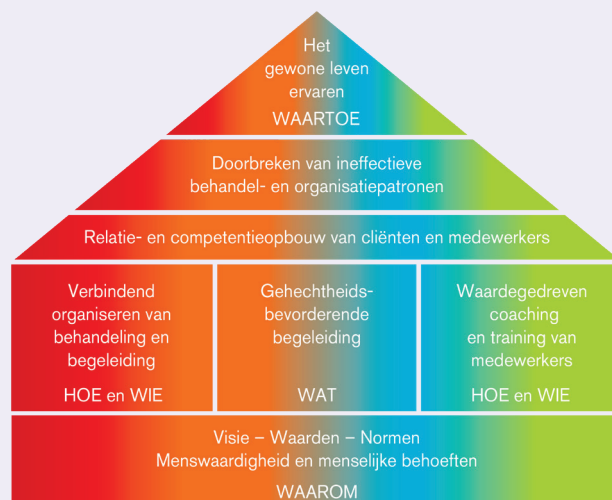 Het
gewone leven
ervaren
WAARTOE
Doorbreken van ineffectieve
behandel- en organisatiepatronen
Relatie- en competentieopbouw van cliënten en medewerkers
Verbindend
organiseren van
behandeling en
begeleiding
HOE en WIE
Gehechtheids-
bevorderende
begeleiding
WAT
Waardegedreven
coaching
en training van
medewerkers
HOE en WIE
Visie – Waarden – Normen
Menswaardigheid en menselijke behoeften
WAAROM